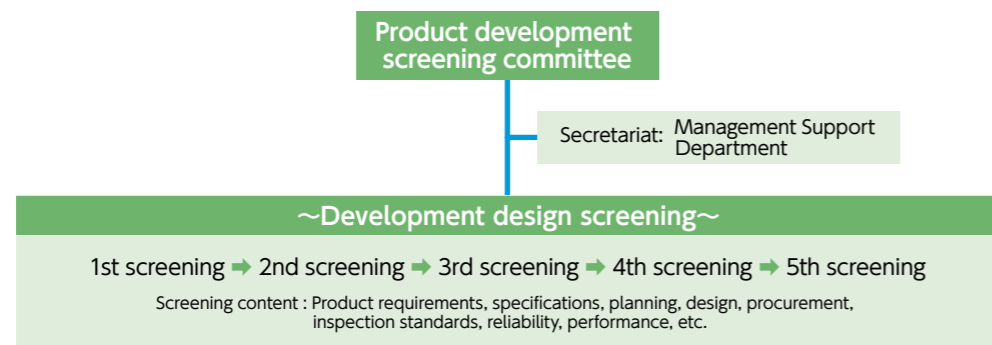 Product development
screening committee
Secretariat: Management Support
Department
～Development design screening～
1st screening ➡ 2nd screening ➡ 3rd screening ➡ 4th screening ➡ 5th screening
Screening content : Product requirements, specifications, planning, design, procurement,
inspection standards, reliability, performance, etc.